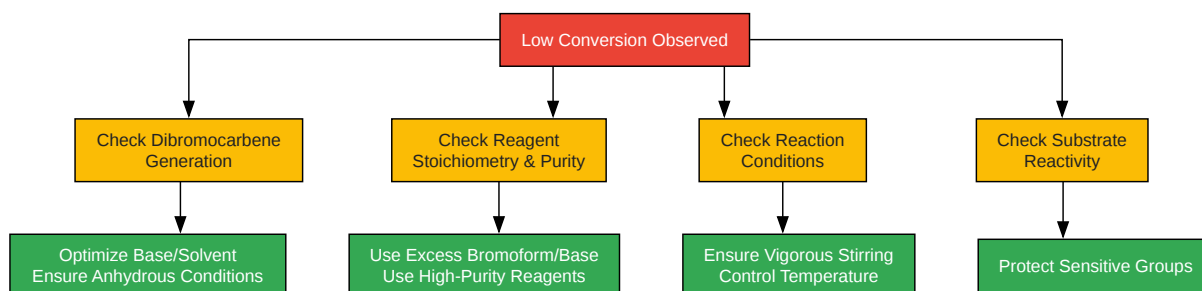 Low Conversion Observed
Check Dibromocarbene
Generation
Check Reagent
Stoichiometry & Purity
Check Reaction
Conditions
Check Substrate
Reactivity
Optimize Base/Solvent
Ensure Anhydrous Conditions
Use Excess Bromoform/Base
Use High-Purity Reagents
Ensure Vigorous Stirring
Control Temperature
Protect Sensitive Groups